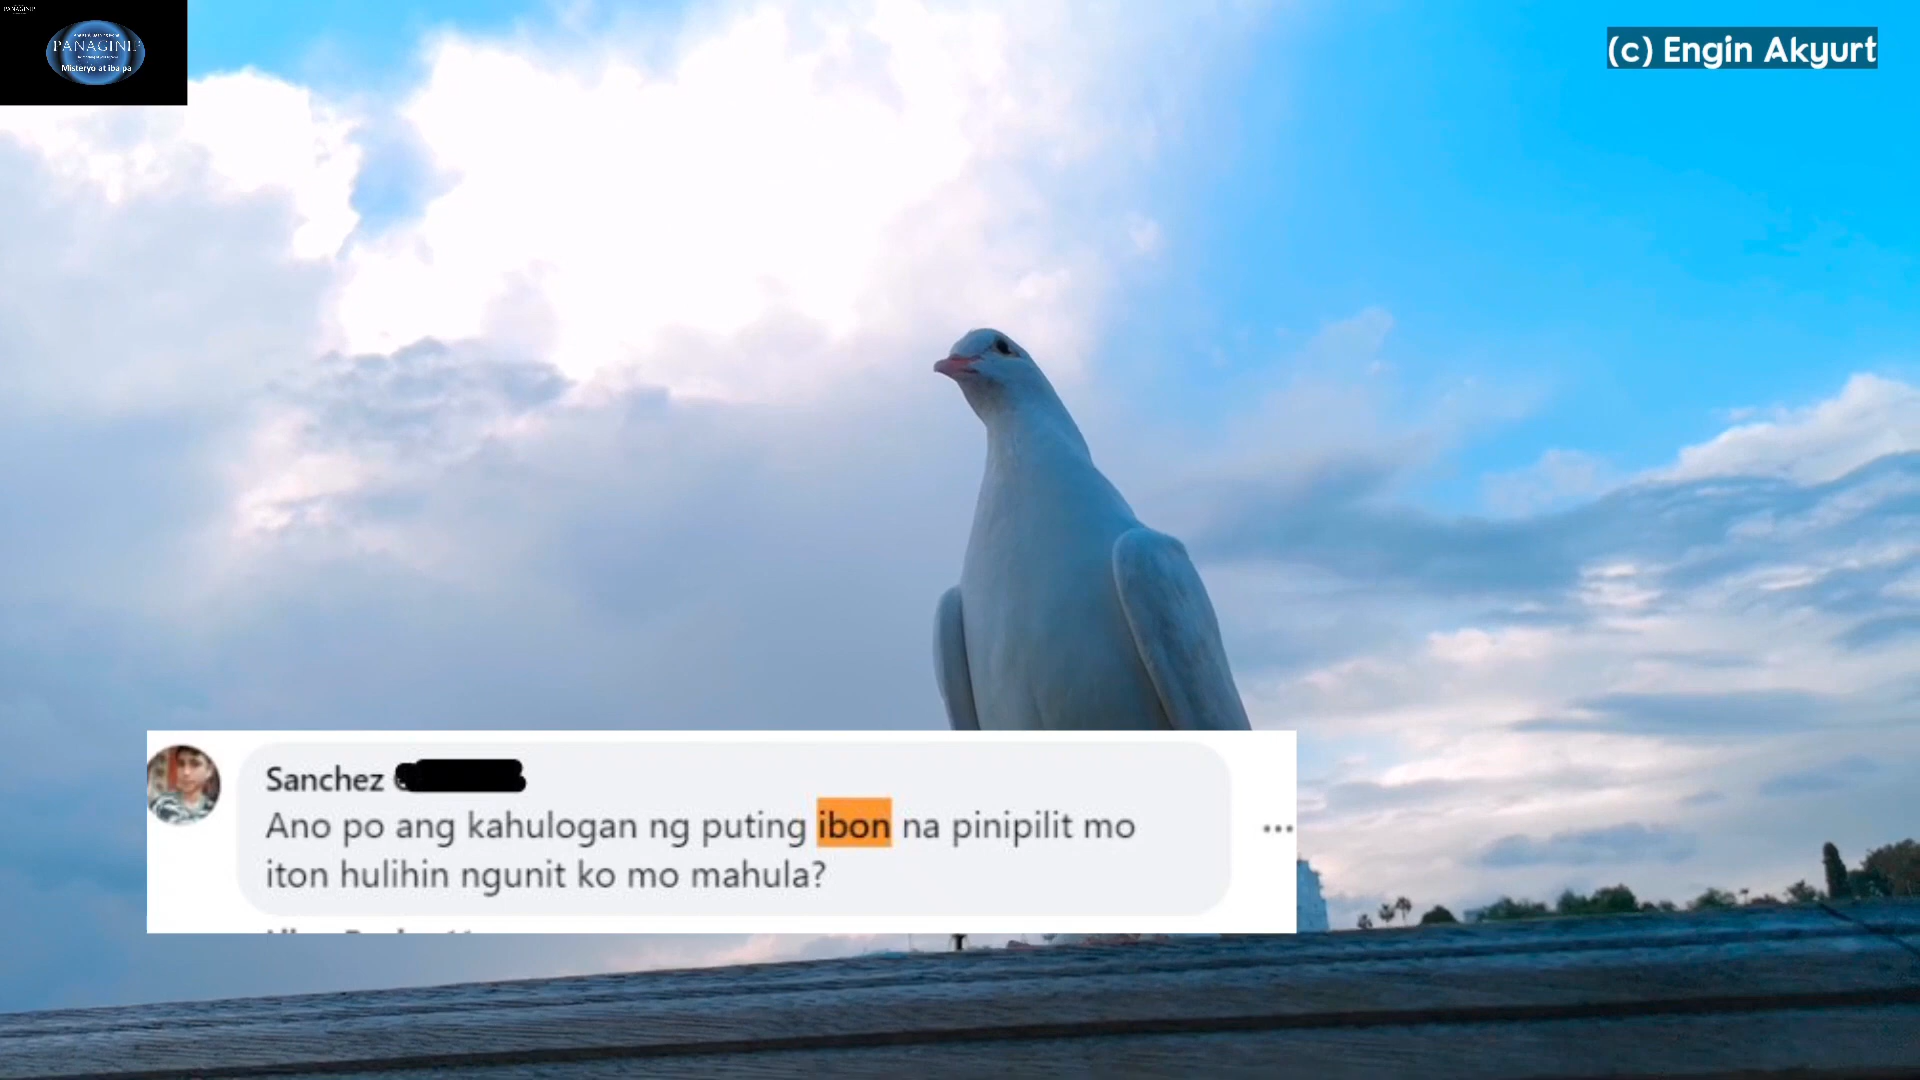 PANAGINIP
Misteryo at iba pa
(c) Engin Akyurt
Sanchez
Ano po ang kahulogan ng puting ibon na pinipilit mo
iton hulihin ngunit ko mo mahula?